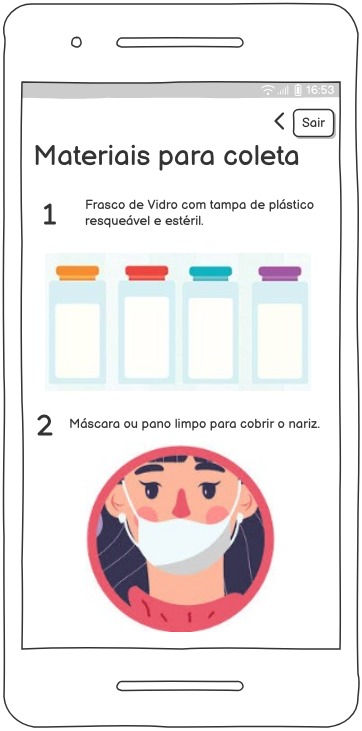 16:53
Sair
Materiais para coleta
1
Frasco de Vidro com tampa de plástico
resqueável e estéril.
2
Máscara ou pano limpo para cobrir o nariz.